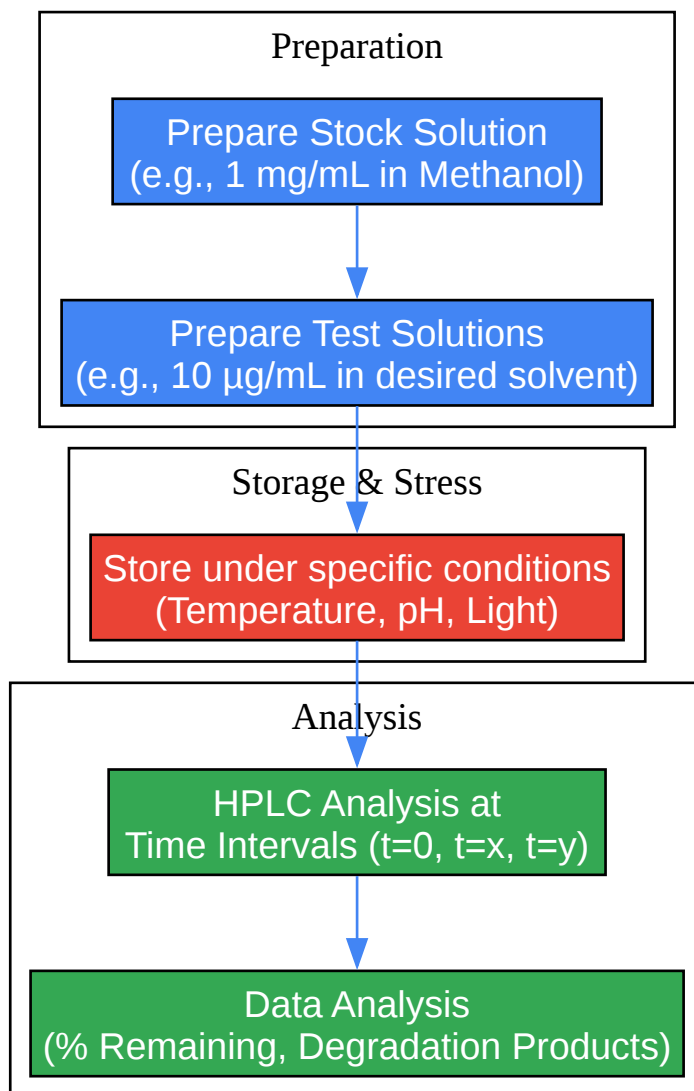 Preparation
Prepare Stock Solution
(e.g., 1 mg/mL in Methanol)
Prepare Test Solutions
(e.g., 10 µg/mL in desired solvent)
Storage & Stress
Store under specific conditions
(Temperature, pH, Light)
Analysis
HPLC Analysis at
Time Intervals (t=0, t=x, t=y)
Data Analysis
(% Remaining, Degradation Products)